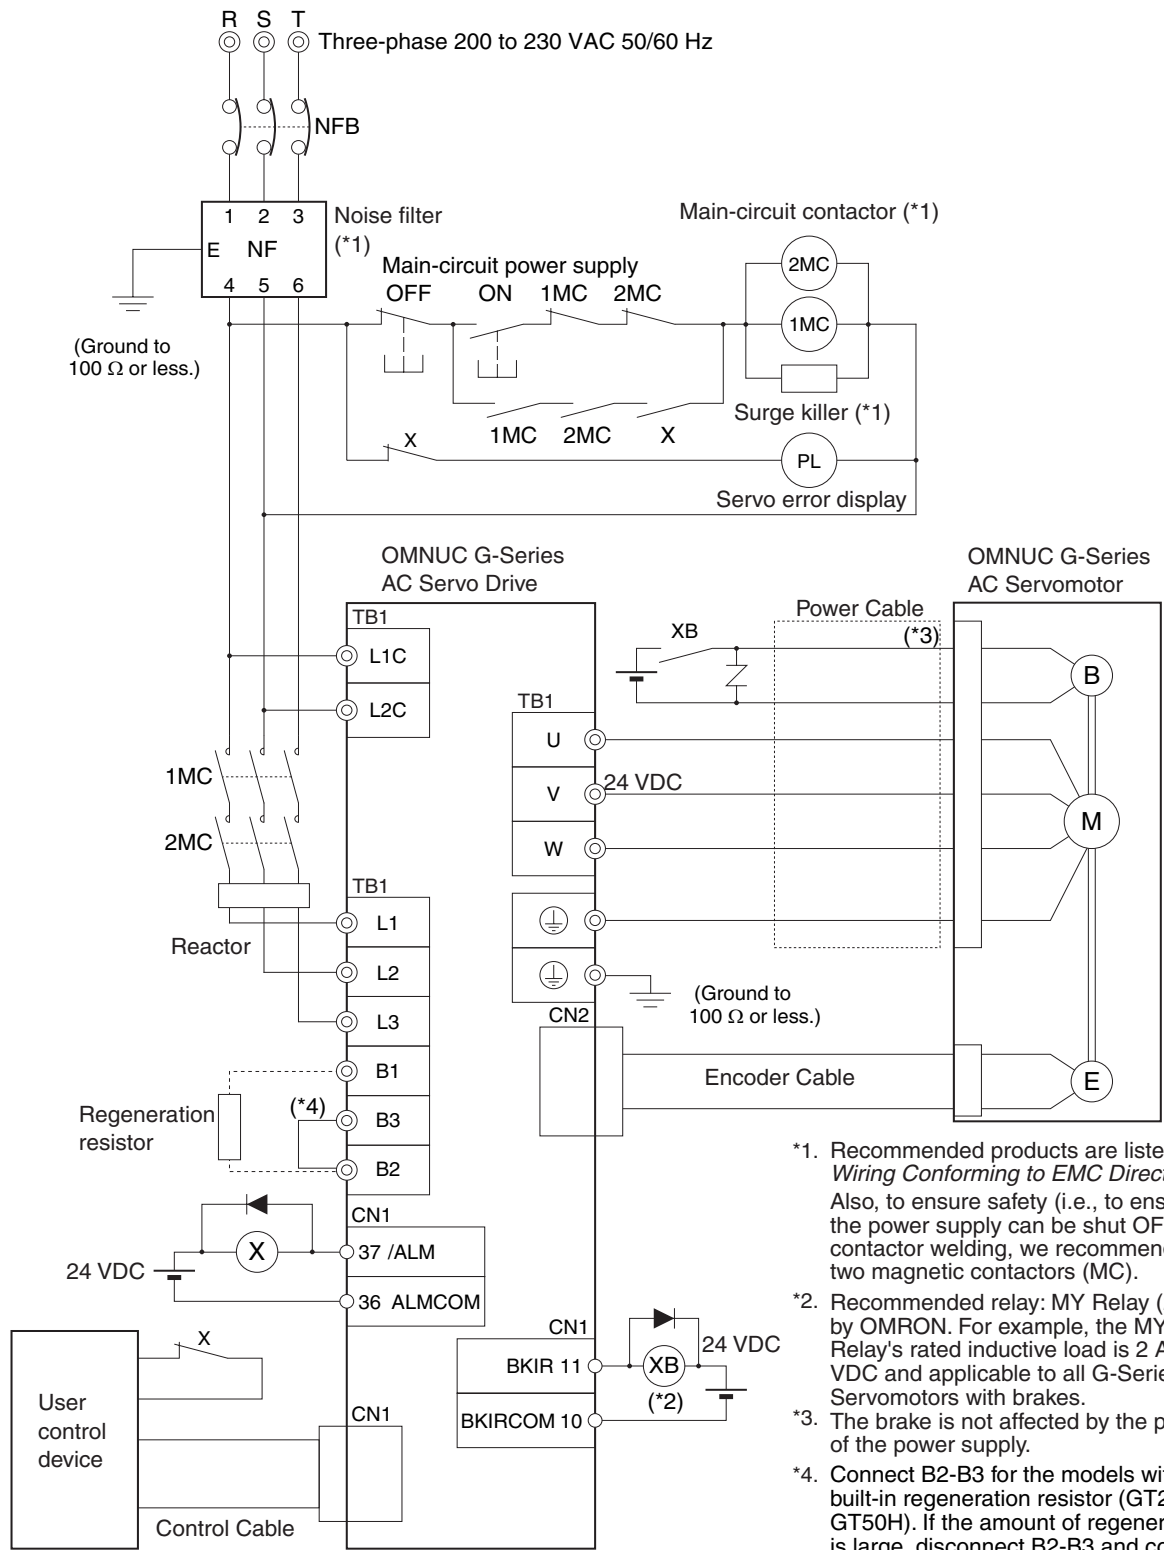 R S T
Three-phase 200 to 230 VAC 50/60 Hz
NFB
1 2 3
E NF
4 5 6
Noise filter
(*1)
(Ground to
100 Ω or less.)
Main-circuit contactor (*1)
2MC
1MC
Main-circuit power supply
OFF ON 1MC 2MC
Surge killer (*1)
1MC 2MC X
X
PL
Servo error display
OMNUC G-Series
AC Servo Drive
OMNUC G-Series
AC Servomotor
TB1
L1C
L2C
XB
Power Cable
(*3)
B
TB1
U
V
24 VDC
W
M
1MC
2MC
Reactor
TB1
L1
L2
L3
B1
B3
B2
(Ground to
100 Ω or less.)
CN2
Encoder Cable
E
Regeneration
resistor
(*4)
CN1
37 /ALM
36 ALMCOM
X
24 VDC
CN1
BKIR 11
BKIRCOM 10
XB
(*2)
24 VDC
X
User
control
device
CN1
Control Cable
*1. Recommended products are liste
Wiring Conforming to EMC Direct
Also, to ensure safety (i.e., to ens
the power supply can be shut OF
contactor welding, we recommend
two magnetic contactors (MC).
*2. Recommended relay: MY Relay (
by OMRON. For example, the MY
Relay's rated inductive load is 2 A
VDC and applicable to all G-Serie
Servomotors with brakes.
*3. The brake is not affected by the p
of the power supply.
*4. Connect B2-B3 for the models wit
built-in regeneration resistor (GT2
GT50H). If the amount of regener
is large, disconnect B2-B3 and co